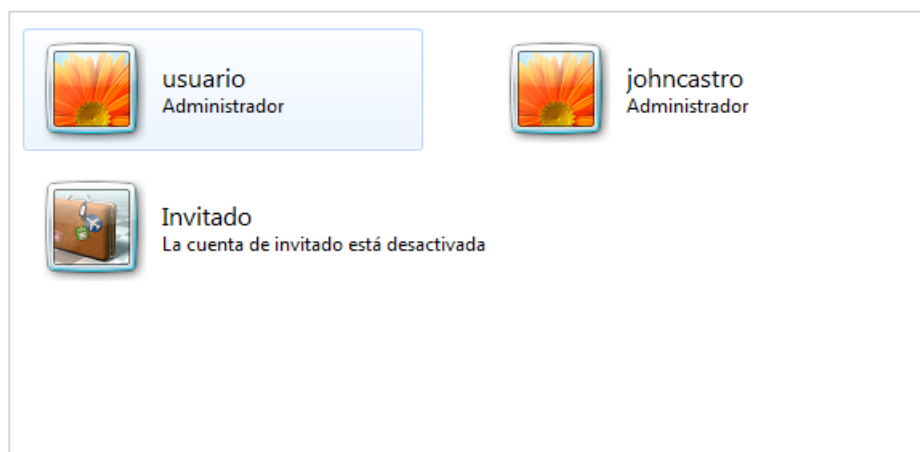 usuario
Administrador
johncastro
Administrador
Invitado
La cuenta de invitado está desactivada